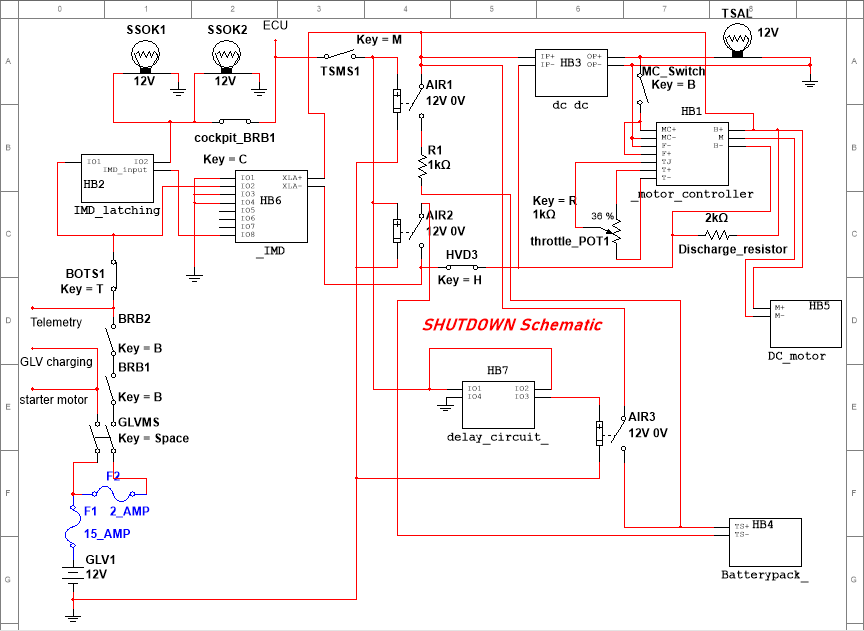 0 1 2 3 4 5 6 7 8
ECU
TSAL
12V
SSOK1
SSOK2
Key = M
TSMS1
12V
12V
A
A
IP+ HB3 OP+
IP- OP-
dc dc
MC_Switch
Key = B
AIR1
12V 0V
HB1
MC+ B+
MC- M
F- B-
F+
TJ
T+
T-
_motor_controller
cockpit_BRB1
Key = C
B
B
R1
1kΩ
IO1 IO2
IMD_input
HB2
IMD_latching
IO1 XLA+
IO2 XLA-
IO3
IO4
IO5
IO6
IO7
IO8
HB6
_IMD
Key = R
1kΩ
36 %
throttle_POT1
2kΩ
Discharge_resistor
AIR2
12V 0V
C
C
HVD3
Key = H
BOTS1
Key = T
Telemetry
BRB2
Key = B
SHUTDOWN Schematic
M+ HB5
M-
DC_motor
D
D
GLV charging
BRB1
Key = B
starter motor
HB7
IO1 IO2
IO4 IO3
delay_circuit_
AIR3
12V 0V
E
E
GLVMS
Key = Space
F2
2_AMP
F1
15_AMP
F
F
TS+ HB4
TS-
Batterypack_
GLV1
12V
G
G